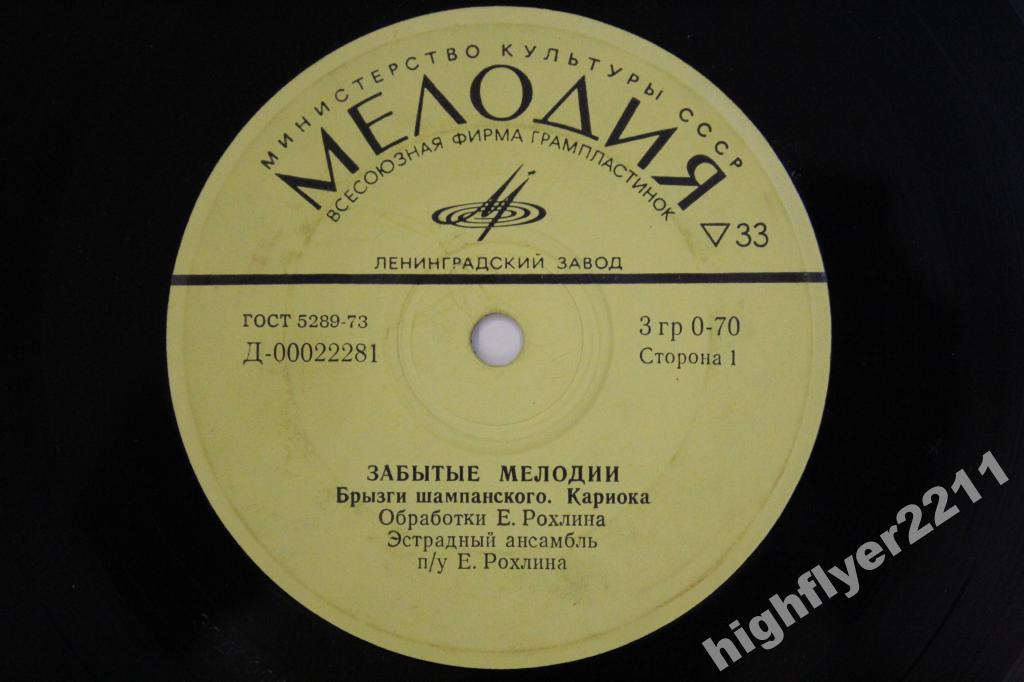 МИНИСТЕРСТВО КУЛЬТУРЫ СССР
МЕЛОДИЯ
ВСЕСОЮЗНАЯ ФИРМА ГРАМПЛАСТИНОК
▽33
ЛЕНИНГРАДСКИЙ ЗАВОД
ГОСТ 5289-73
Д-00022281
3 гр 0-70
Сторона 1
ЗАБЫТЫЕ МЕЛОДИИ
Брызги шампанского. Кариока
Обработки Е. Рохлина
Эстрадный ансамбль
п/у Е. Рохлина
highflyer2211